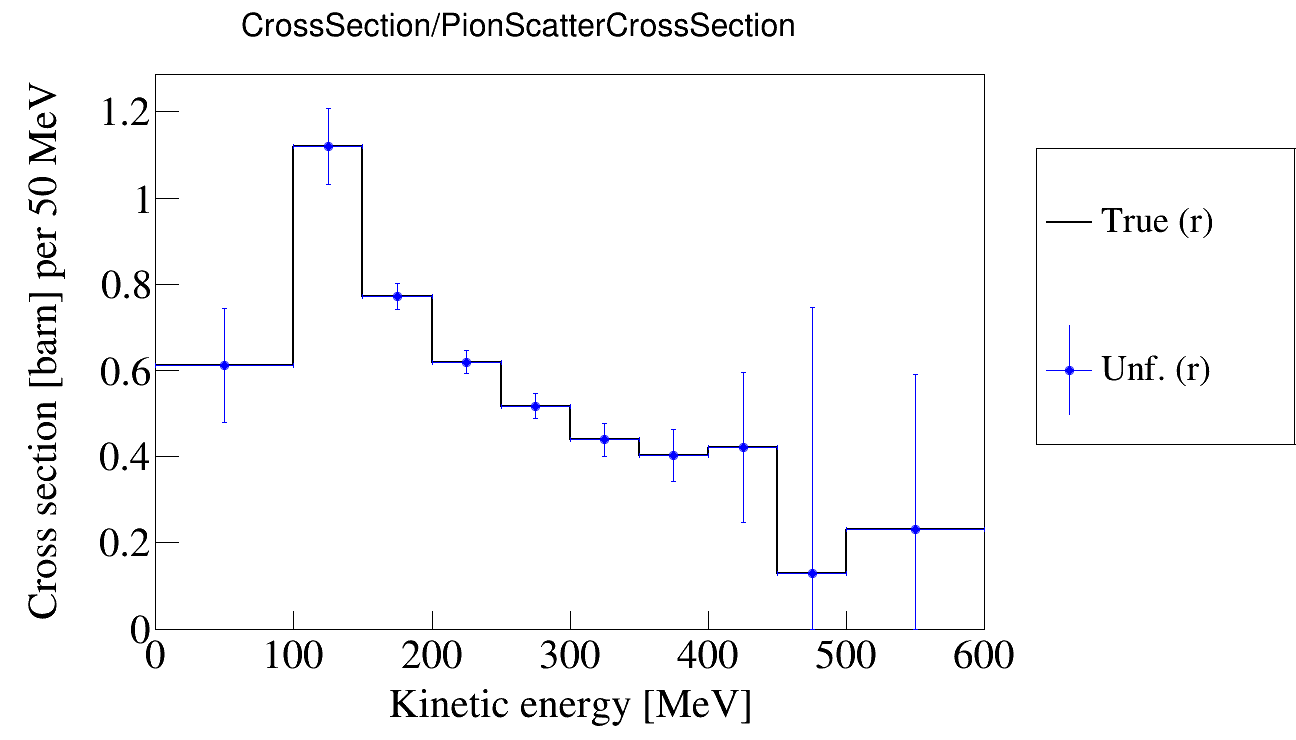 CrossSection/PionScatterCrossSection
Cross section [barn] per 50 MeV
1.2
1
0.8
0.6
0.4
0.2
0
0 100 200 300 400 500 600
Kinetic energy [MeV]
True (r)
Unf. (r)